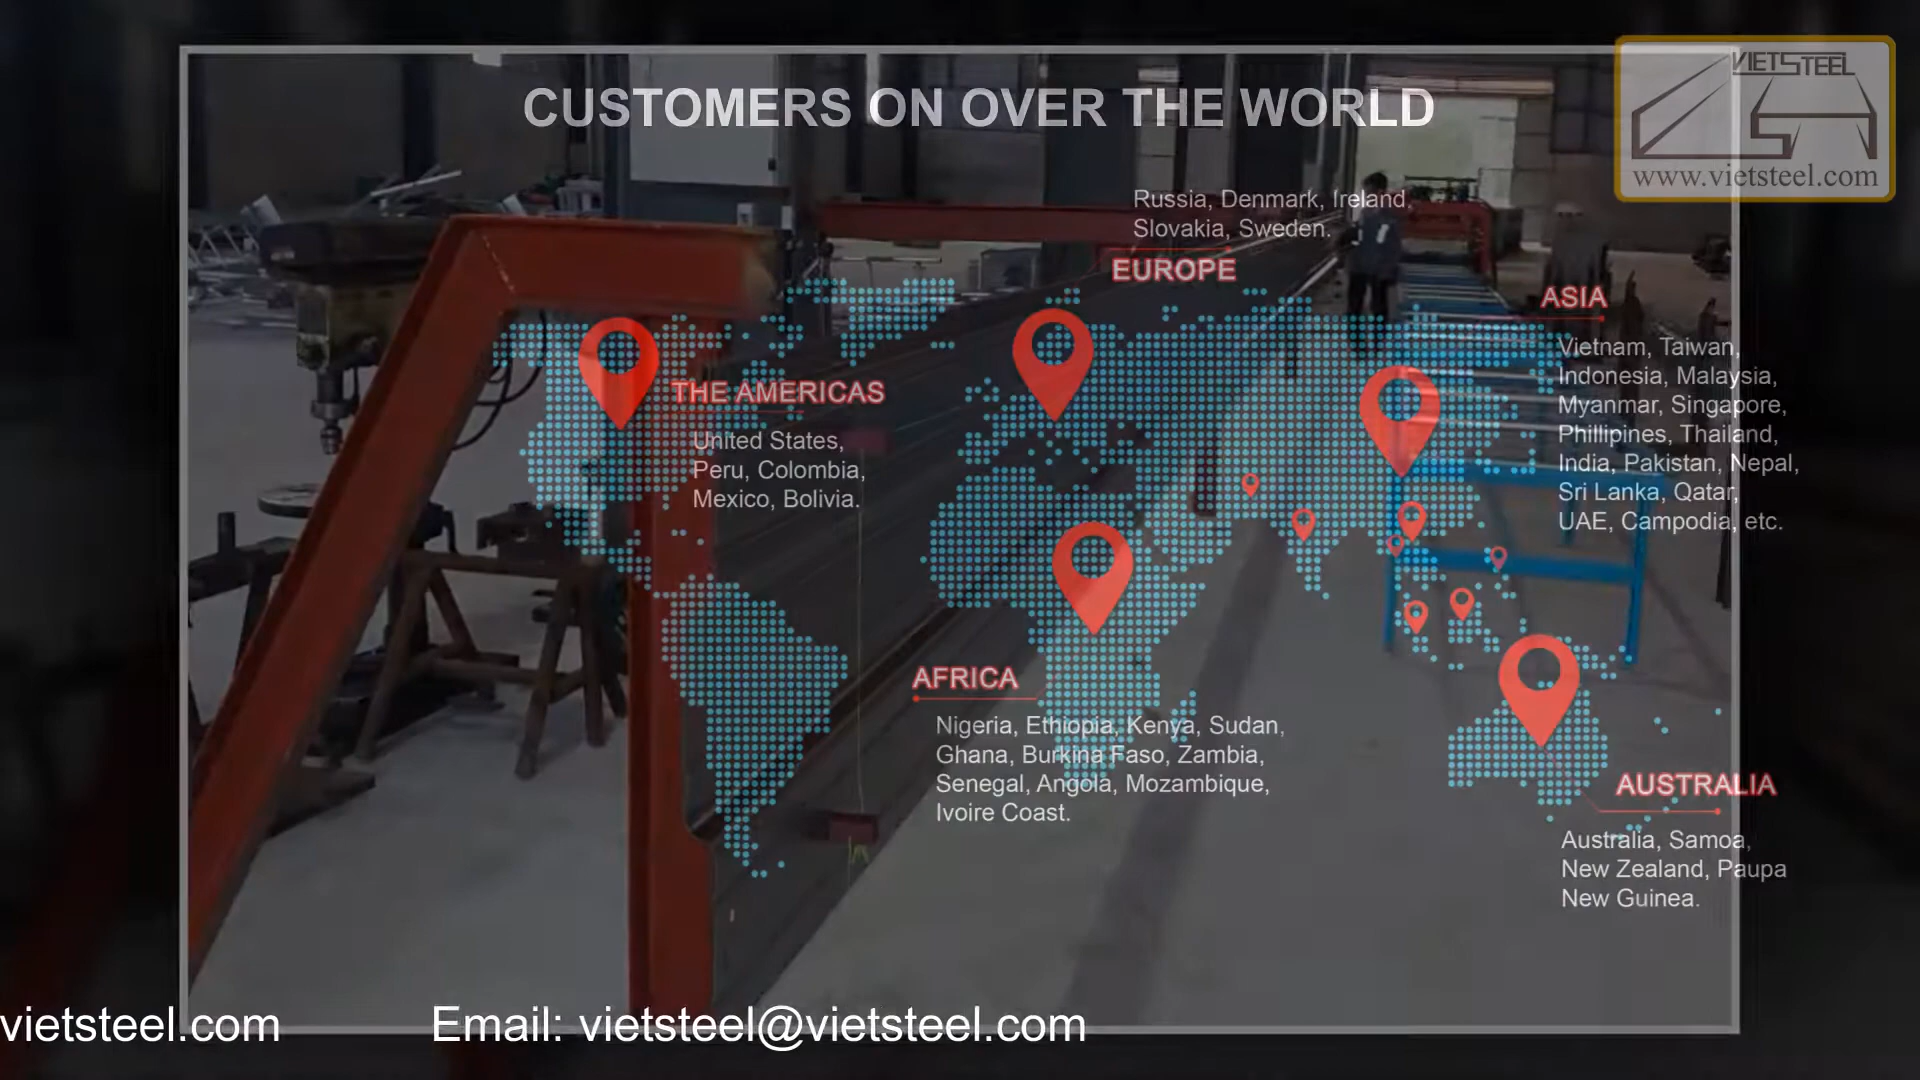 CUSTOMERS ON OVER THE WORLD
VIETSTEEL
www.vietsteel.com
Russia, Denmark, Ireland.
Slovakia, Sweden.
EUROPE
ASIA
Vietnam, Taiwan,
Indonesia, Malaysia,
Myanmar, Singapore,
Phillipines, Thailand,
India, Pakistan, Nepal,
Sri Lanka, Qatar,
UAE, Campodia, etc.
THE AMERICAS
United States,
Peru, Colombia,
Mexico, Bolivia.
AFRICA
Nigeria, Ethiopia, Kenya, Sudan,
Ghana, Burkina Faso, Zambia,
Senegal, Angola, Mozambique,
Ivoire Coast.
AUSTRALIA
Australia, Samoa,
New Zealand, Paupa
New Guinea.
vietsteel.com Email: vietsteel@vietsteel.com